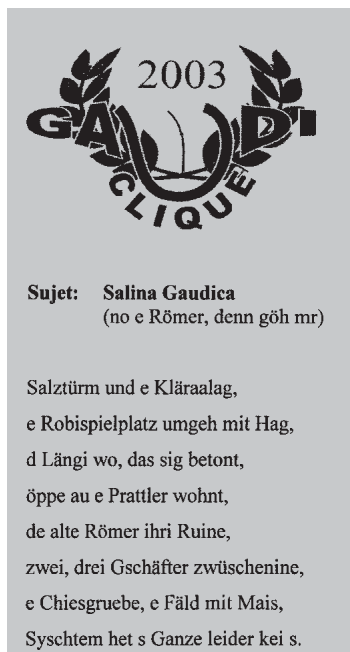 2003
GAUDI
CLIQUE
Sujet: Salina Gaudica
(no e Römer, denn göh mr)
Salztürm und e Kläraalag,
e Robispielplatz umgeh mit Hag,
d Längi wo, das sig betont,
öppe au e Prattler wohnt,
de alte Römer ihri Ruine,
zwei, drei Gschäfter zwüschenine,
e Chiesgruebe, e Fäld mit Mais,
Syschtem het s Ganze leider kei s.